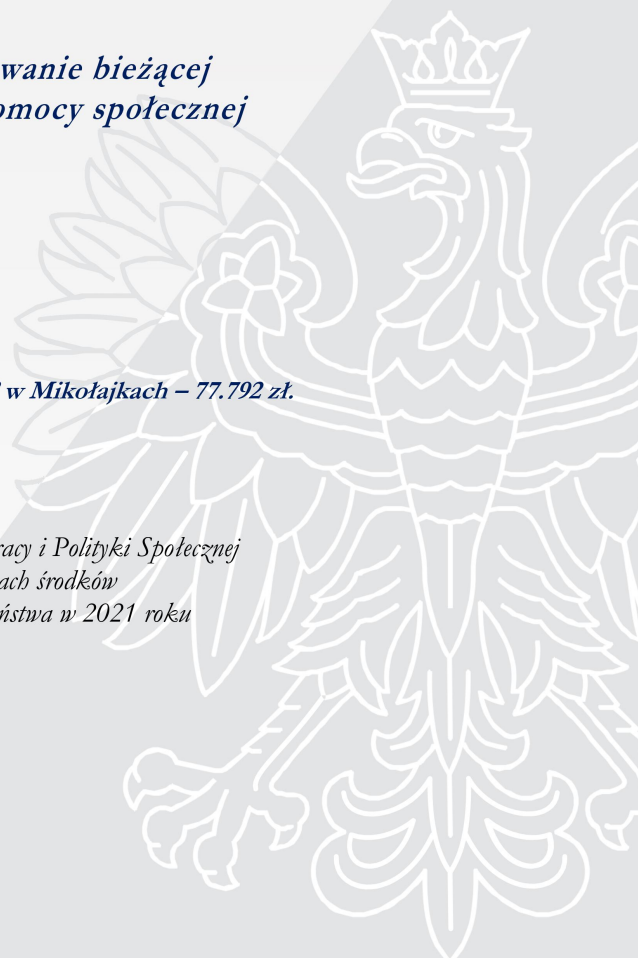 wanie bieżącej
omocy społecznej
w Mikołajkach – 77.792 zł.
racy i Polityki Społecznej
ach środków
ństwa w 2021 roku